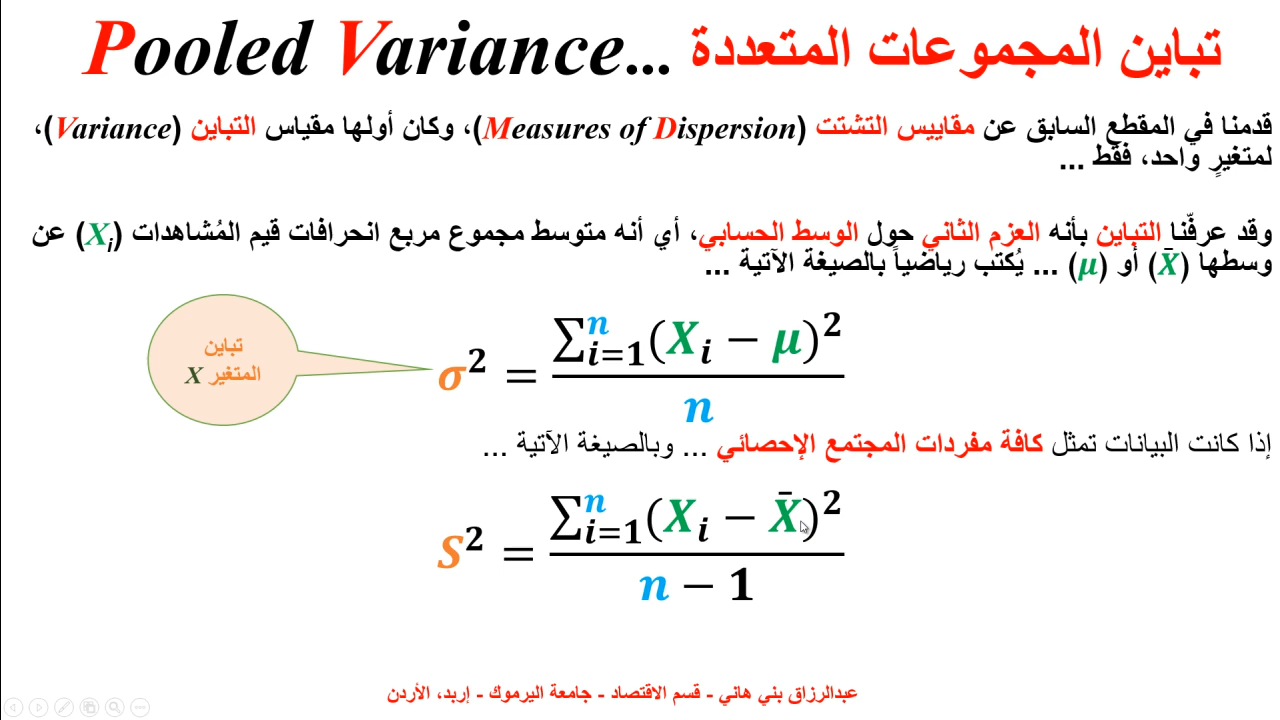 تباين المجموعات المتعددة ...Pooled Variance
قدمنا في المقطع السابق عن مقاييس التشتت (Measures of Dispersion)، وكان أولها مقياس التباين (Variance)،
لمتغيرٍ واحد، فقط ...
وقد عرفّنا التباين بأنه العزم الثاني حول الوسط الحسابي، أي أنه متوسط مجموع مربع انحرافات قيم المُشاهدات (Xᵢ) عن
وسطها (X̄) أو (μ) ... يُكتب رياضياً بالصيغة الآتية ...
تباين
المتغير X
σ² = ∑ⁿᵢ₌₁(Xᵢ − μ)² / n
إذا كانت البيانات تمثل كافة مفردات المجتمع الإحصائي ... وبالصيغة الآتية ...
S² = ∑ⁿᵢ₌₁(Xᵢ − X̄)² / n − 1
عبدالرزاق بني هاني - قسم الاقتصاد - جامعة اليرموك - إربد، الأردن